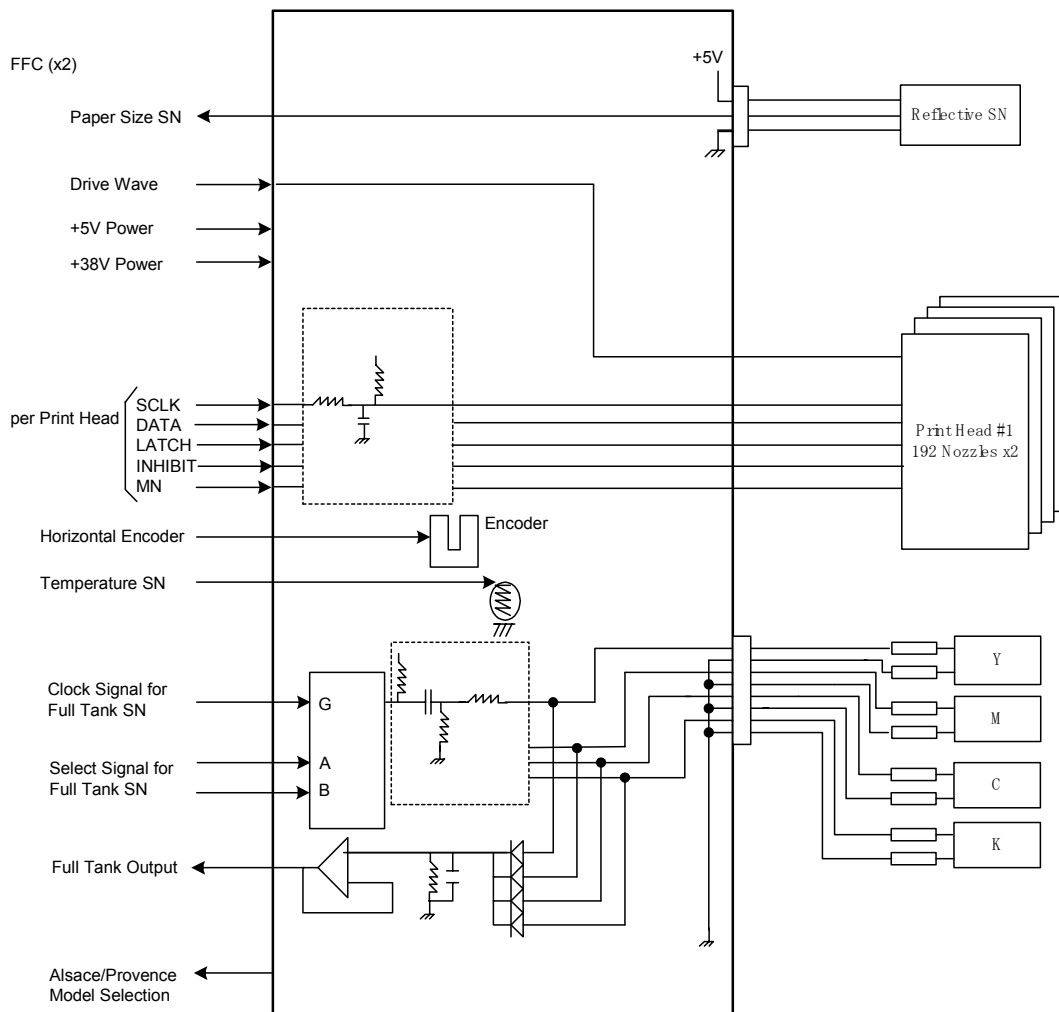 +5V
FFC (x2)
Paper Size SN
Reflective SN
Drive Wave
+5V Power
+38V Power
per Print Head
SCLK
DATA
LATCH
INHIBIT
MN
Print Head #1
192 Nozzles x2
Encoder
Horizontal Encoder
Temperature SN
Y
Clock Signal for
Full Tank SN
G
M
Select Signal for
Full Tank SN
A
B
C
K
Full Tank Output
Alsace/Provence
Model Selection